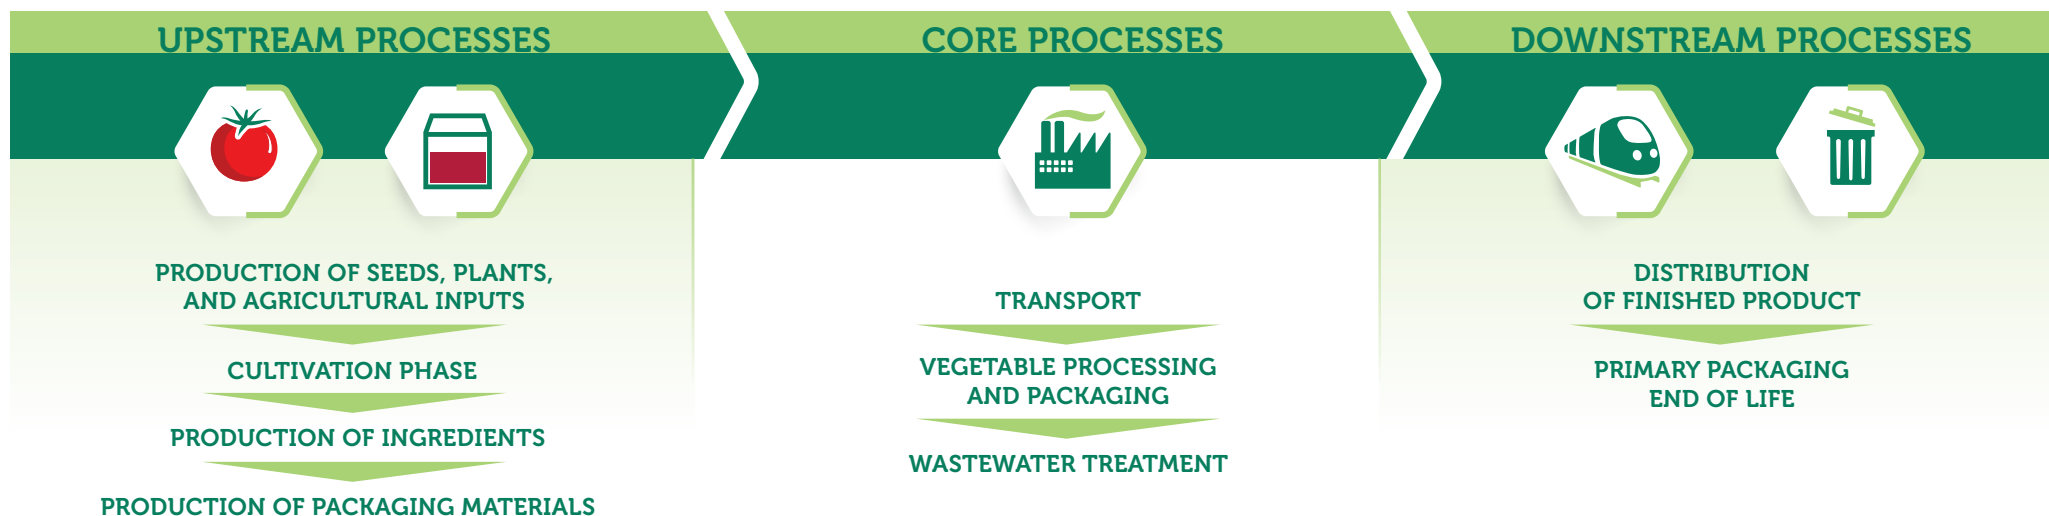 UPSTREAM PROCESSES
CORE PROCESSES
DOWNSTREAM PROCESSES
PRODUCTION OF SEEDS, PLANTS,
AND AGRICULTURAL INPUTS
CULTIVATION PHASE
PRODUCTION OF INGREDIENTS
PRODUCTION OF PACKAGING MATERIALS
TRANSPORT
VEGETABLE PROCESSING
AND PACKAGING
WASTEWATER TREATMENT
DISTRIBUTION
OF FINISHED PRODUCT
PRIMARY PACKAGING
END OF LIFE